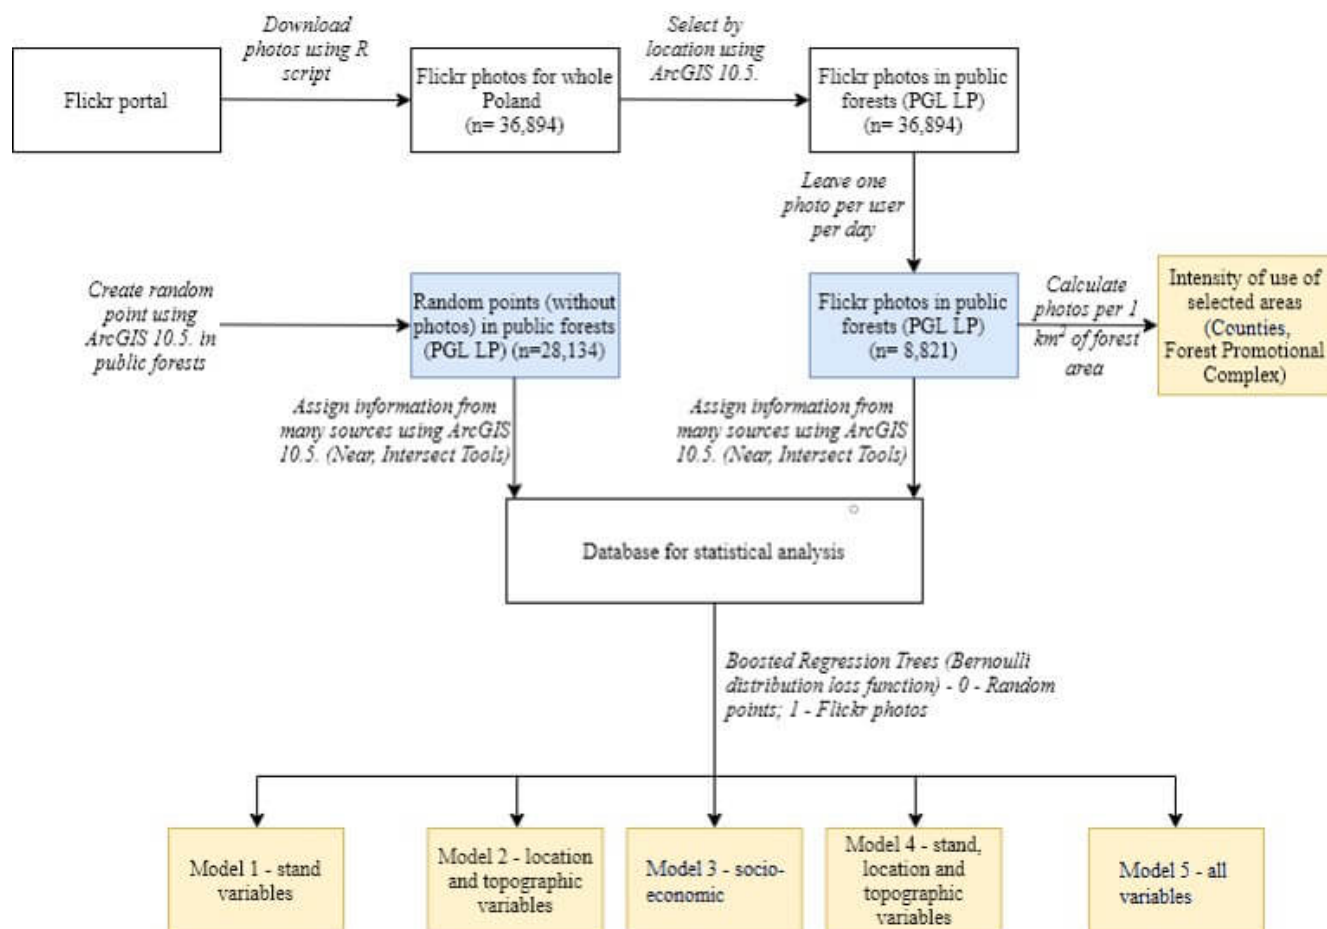 Download
photos using R
script
Select by
location using
ArcGIS 10.5.
Flickr portal
Flickr photos for whole
Poland
(n= 36,894)
Flickr photos in public
forests (PGL LP)
(n= 36,894)
Leave one
photo per user
per day
Create random
point using
ArcGIS 10.5. in
public forests
Random points (without
photos) in public forests
(PGL LP) (n=28,134)
Flickr photos in public
forests (PGL LP)
(n= 8,821)
Calculate
photos per 1
km² of forest
area
Intensity of use of
selected areas
(Counties,
Forest Promotional
Complex)
Assign information from
many sources using ArcGIS
10.5. (Near, Intersect Tools)
Assign information from
many sources using ArcGIS
10.5. (Near, Intersect Tools)
Database for statistical analysis
Boosted Regression Trees (Bernoulli
distribution loss function) - 0 - Random
points; 1 - Flickr photos
Model 1 - stand
variables
Model 2 - location
and topographic
variables
Model 3 - socio-
economic
Model 4 - stand,
location and
topographic
variables
Model 5 - all
variables